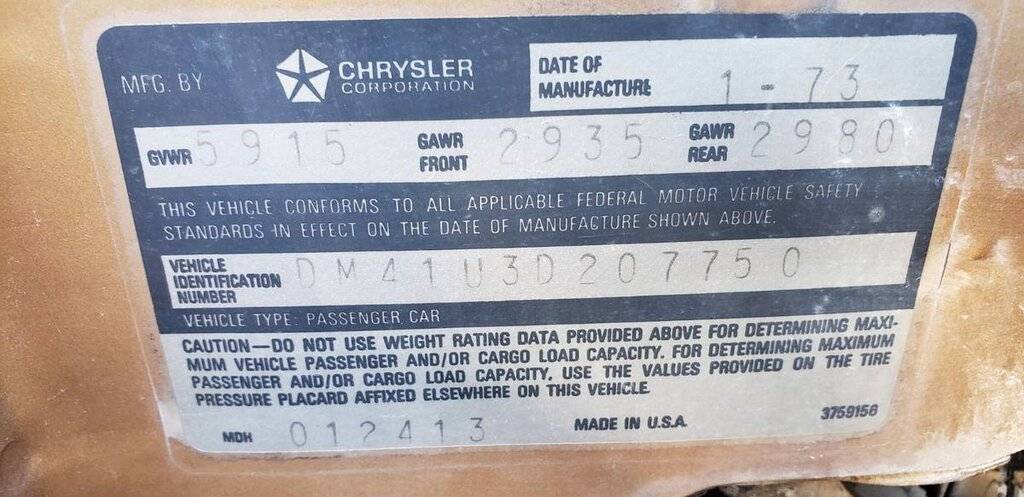 MFG. BY CHRYSLER CORPORATION
DATE OF MANUFACTURE 1-73
GVWR 5915 GAWR FRONT 2935 GAWR REAR 2980
THIS VEHICLE CONFORMS TO ALL APPLICABLE FEDERAL MOTOR VEHICLE SAFETY
STANDARDS IN EFFECT ON THE DATE OF MANUFACTURE SHOWN ABOVE.
VEHICLE IDENTIFICATION NUMBER DM41U3D207750
VEHICLE TYPE: PASSENGER CAR
CAUTION—DO NOT USE WEIGHT RATING DATA PROVIDED ABOVE FOR DETERMINING MAXI-
MUM VEHICLE PASSENGER AND/OR CARGO LOAD CAPACITY. FOR DETERMINING MAXIMUM
PASSENGER AND/OR CARGO LOAD CAPACITY, USE THE VALUES PROVIDED ON THE TIRE
PRESSURE PLACARD AFFIXED ELSEWHERE ON THIS VEHICLE.
MDH 012413 MADE IN U.S.A. 3759156